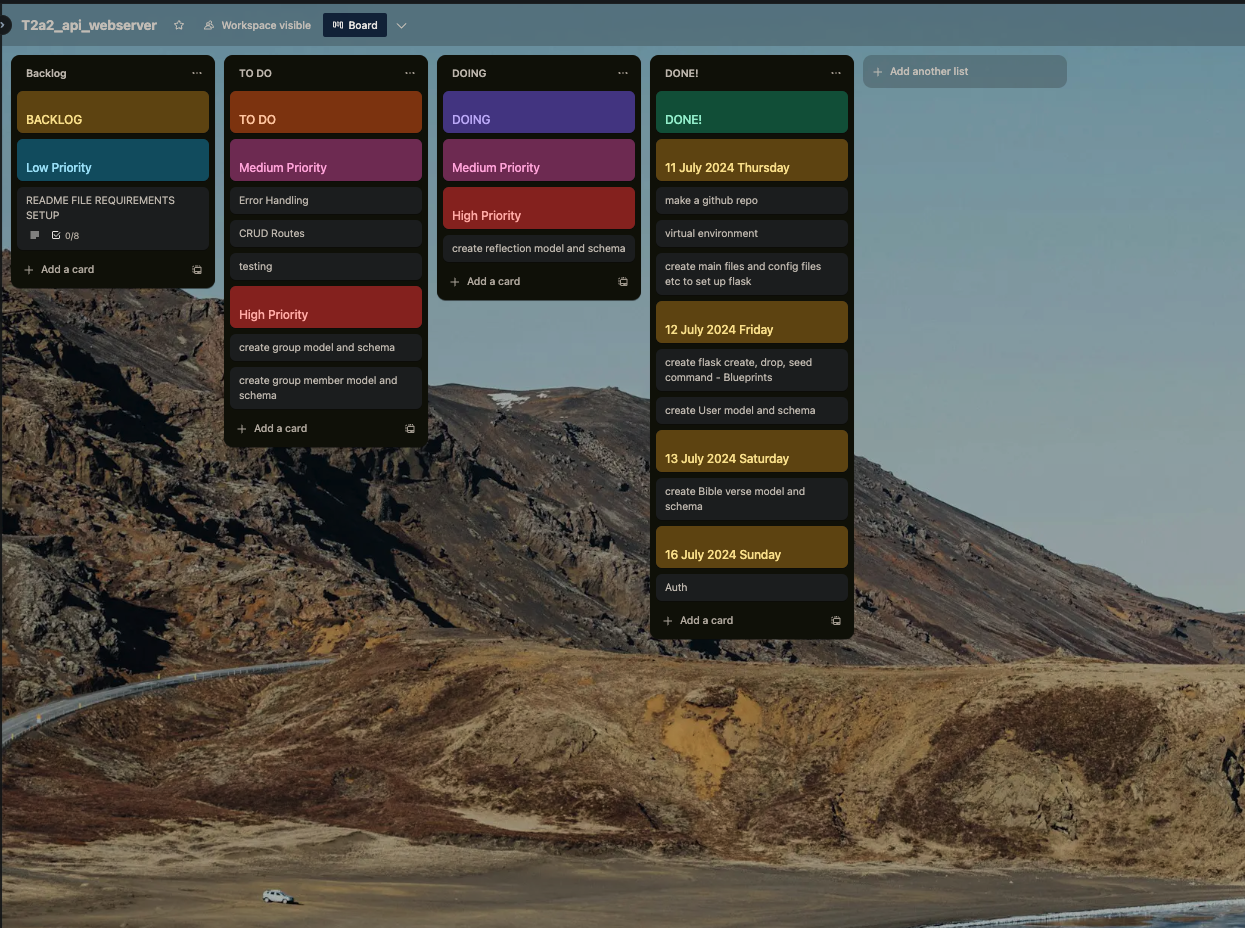 T2a2_api_webserver
Workspace visible
Board
Backlog
BACKLOG
Low Priority
README FILE REQUIREMENTS
SETUP
0/8
Add a card
TO DO
TO DO
Medium Priority
Error Handling
CRUD Routes
testing
High Priority
create group model and schema
create group member model and
schema
Add a card
DOING
DOING
Medium Priority
High Priority
create reflection model and schema
Add a card
DONE!
DONE!
11 July 2024 Thursday
make a github repo
virtual environment
create main files and config files
etc to set up flask
12 July 2024 Friday
create flask create, drop, seed
command - Blueprints
create User model and schema
13 July 2024 Saturday
create Bible verse model and
schema
16 July 2024 Sunday
Auth
Add a card
Add another list